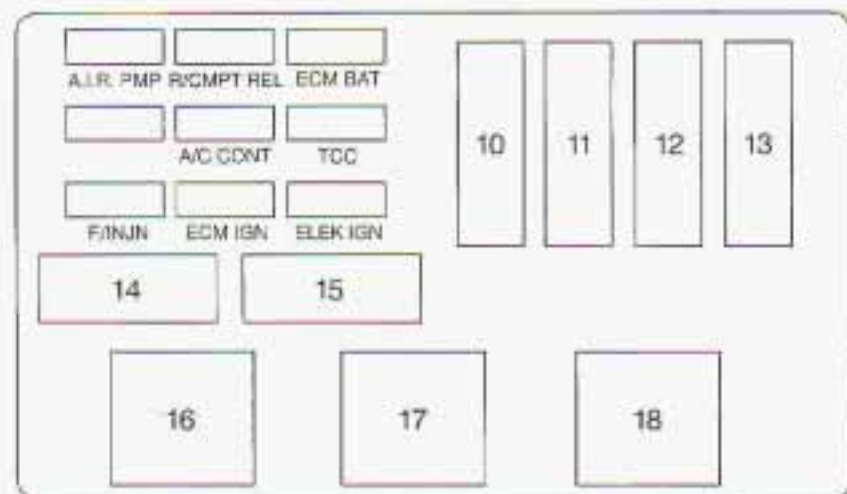 A.I.R. PMP R/CMPT REL ECM BAT
10 11 12 13
A/C CONT TCC
F/INJN ECM IGN ELEK IGN
14 15
16 17 18